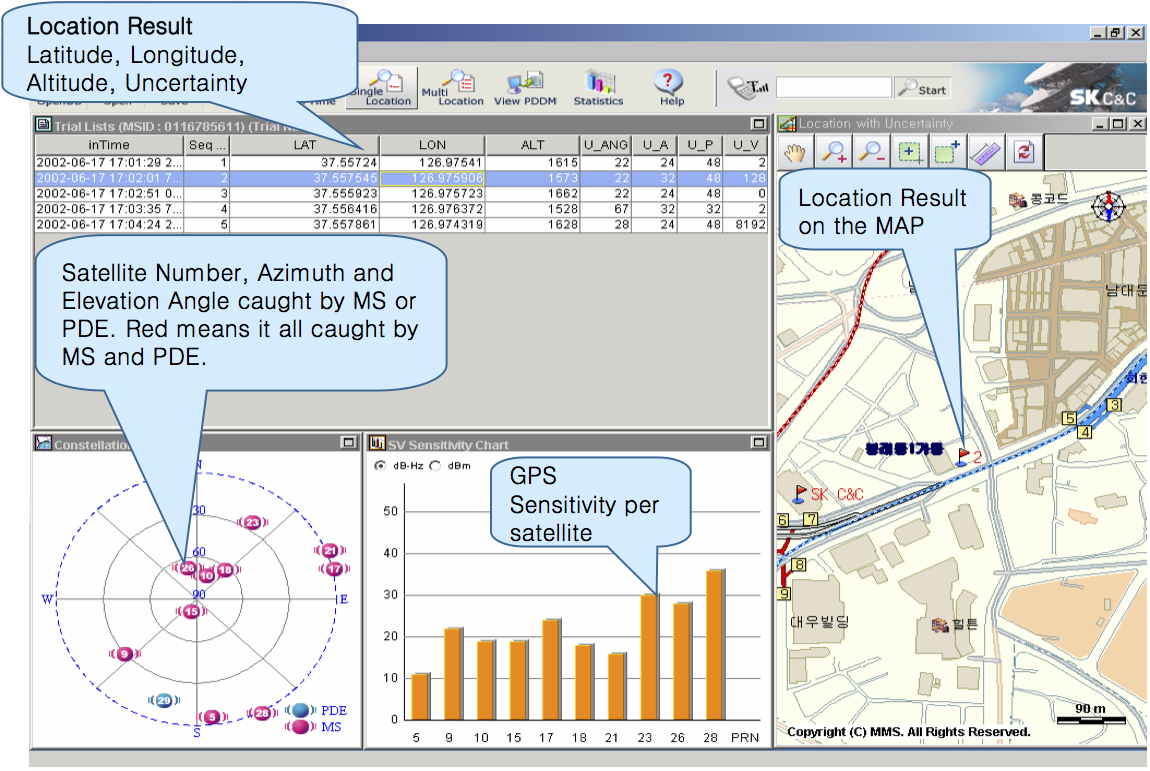 Location Result
Latitude, Longitude,
Altitude, Uncertainty
Single
Location
Multi
Location
View PDDM
Statistics
Help
Start
SK C&C
Trial Lists (MSID : 0116785611) (Trial
inTime Seq ... LAT LON ALT U_ANG U_A U_P U_V
2002-06-17 17:01:29 2... 1 37.55724 126.97541 1615 22 24 48 2
2002-06-17 17:02:01 7... 2 37.557545 126.975906 1573 22 32 48 128
2002-06-17 17:02:51 0... 3 37.555923 126.975723 1662 22 24 48 0
2002-06-17 17:03:35 7... 4 37.556416 126.976372 1528 67 32 32 2
2002-06-17 17:04:24 2... 5 37.557861 126.974319 1628 28 24 48 8192
Satellite Number, Azimuth and
Elevation Angle caught by MS or
PDE. Red means it all caught by
MS and PDE.
Constellation
N
30
60
90
W
E
S
23
21
17
26
10
18
15
9
29
5
28
PDE
MS
SV Sensitivity Chart
dB-Hz dBm
GPS
Sensitivity per
satellite
50
40
30
20
10
0
5 9 10 15 17 18 21 23 26 28 PRN
Location with Uncertainty
Location Result
on the MAP
콩코드
남대문
회현
3
5
4
봉래동1가동
2
SK C&C
6
7
8
9
대우빌딩
힐튼
90 m
Copyright (C) MMS. All Rights Reserved.